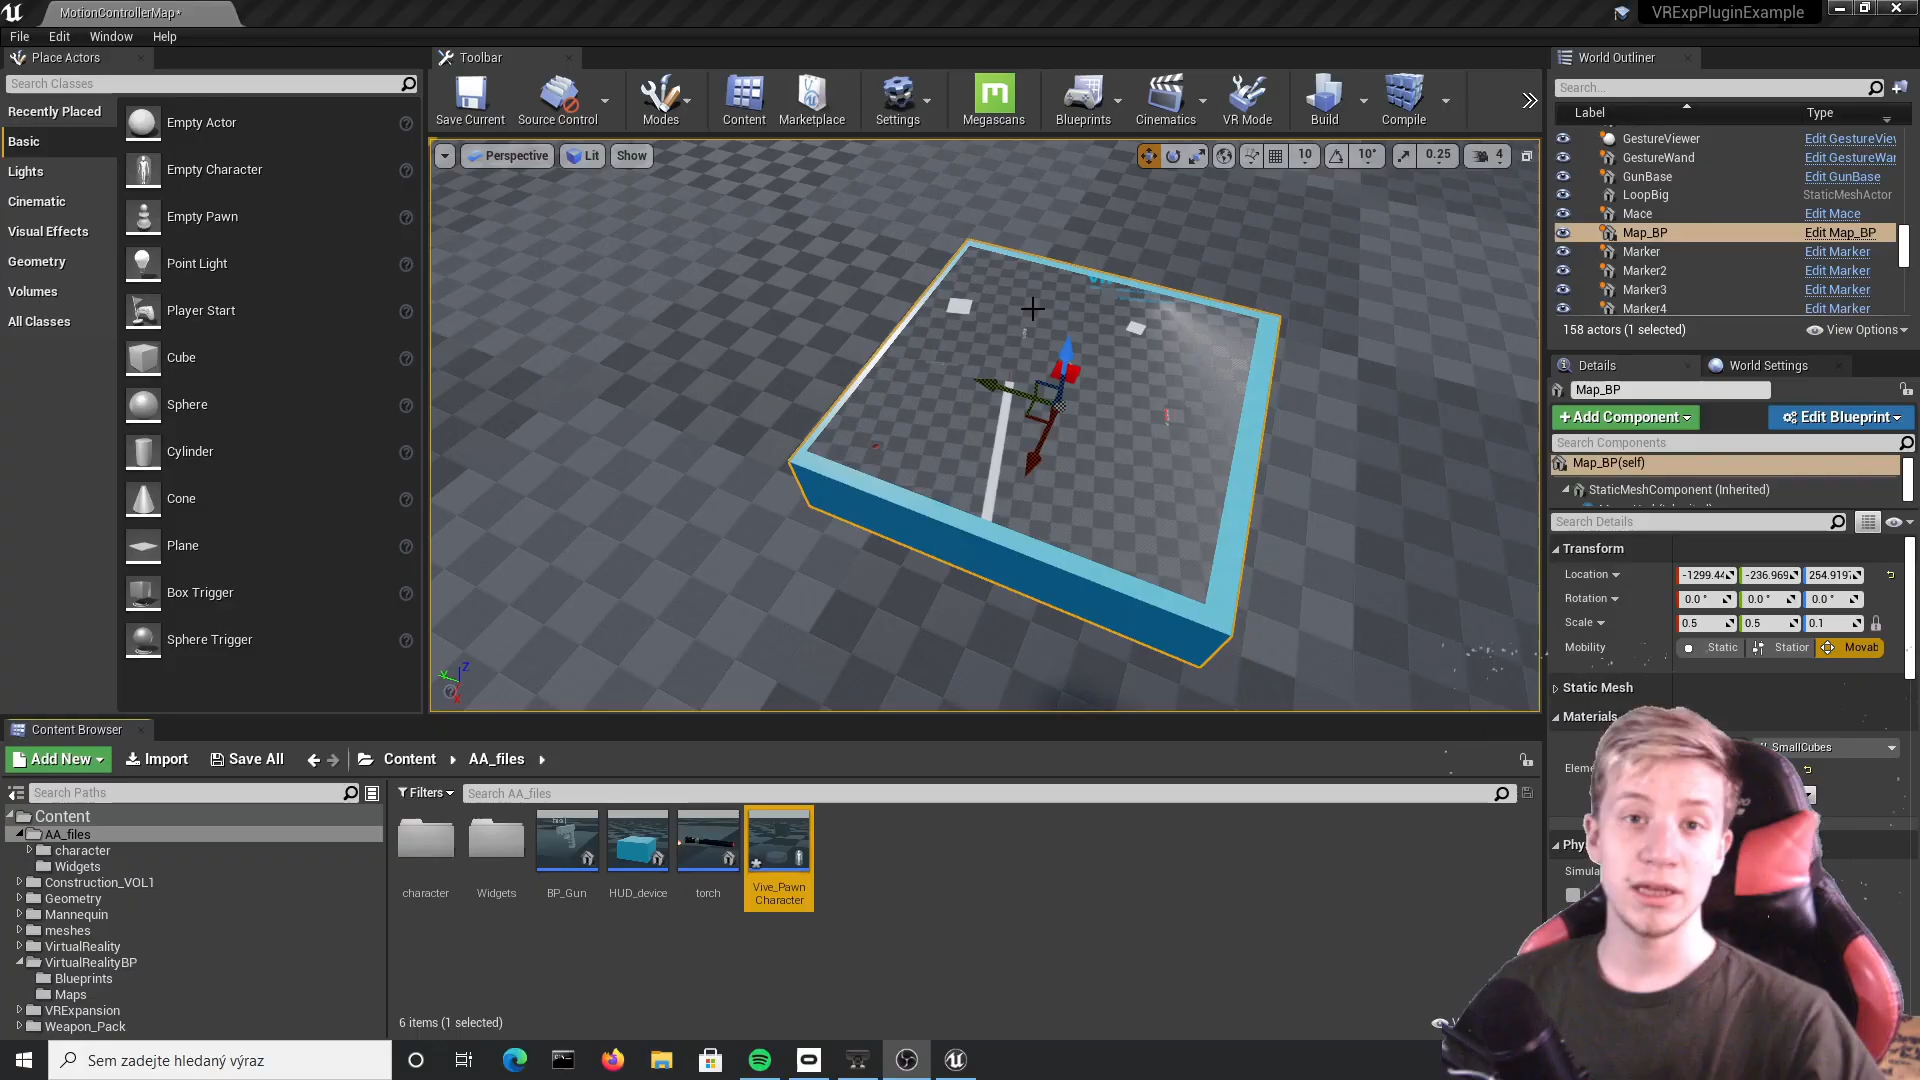 MotionControllerMap*
VRExpPluginExample
File Edit Window Help
Place Actors
Search Classes
Recently Placed
Basic
Lights
Cinematic
Visual Effects
Geometry
Volumes
All Classes
Empty Actor
Empty Character
Empty Pawn
Point Light
Player Start
Cube
Sphere
Cylinder
Cone
Plane
Box Trigger
Sphere Trigger
Toolbar
Save Current
Source Control
Modes
Content
Marketplace
Settings
Megascans
Blueprints
Cinematics
VR Mode
Build
Compile
Perspective Lit Show
10 10° 0.25 4
World Outliner
Search...
Label Type
GestureViewer Edit GestureView
GestureWand Edit GestureWar
GunBase Edit GunBase
LoopBig StaticMeshActor
Mace Edit Mace
Map_BP Edit Map_BP
Marker Edit Marker
Marker2 Edit Marker
Marker3 Edit Marker
Marker4 Edit Marker
158 actors (1 selected) View Options
Details World Settings
Map_BP
+Add Component Edit Blueprint
Search Components
Map_BP(self)
StaticMeshComponent (Inherited)
Search Details
Transform
Location -1299.44 -236.969 254.919
Rotation 0.0 ° 0.0 ° 0.0 °
Scale 0.5 0.5 0.1
Mobility Static Station Movab
Static Mesh
Materials
Eleme
SmallCubes
Phy
Simula
Content Browser
Add New Import Save All Content AA_files
Search Paths
Filters
Search AA_files
Content
AA_files
character
Widgets
Construction_VOL1
Geometry
Mannequin
meshes
VirtualReality
VirtualRealityBP
Blueprints
Maps
VRExpansion
Weapon_Pack
character
Widgets
BP_Gun
HUD_device
torch
Vive_Pawn
Character
6 items (1 selected)
Sem zadejte hledaný výraz